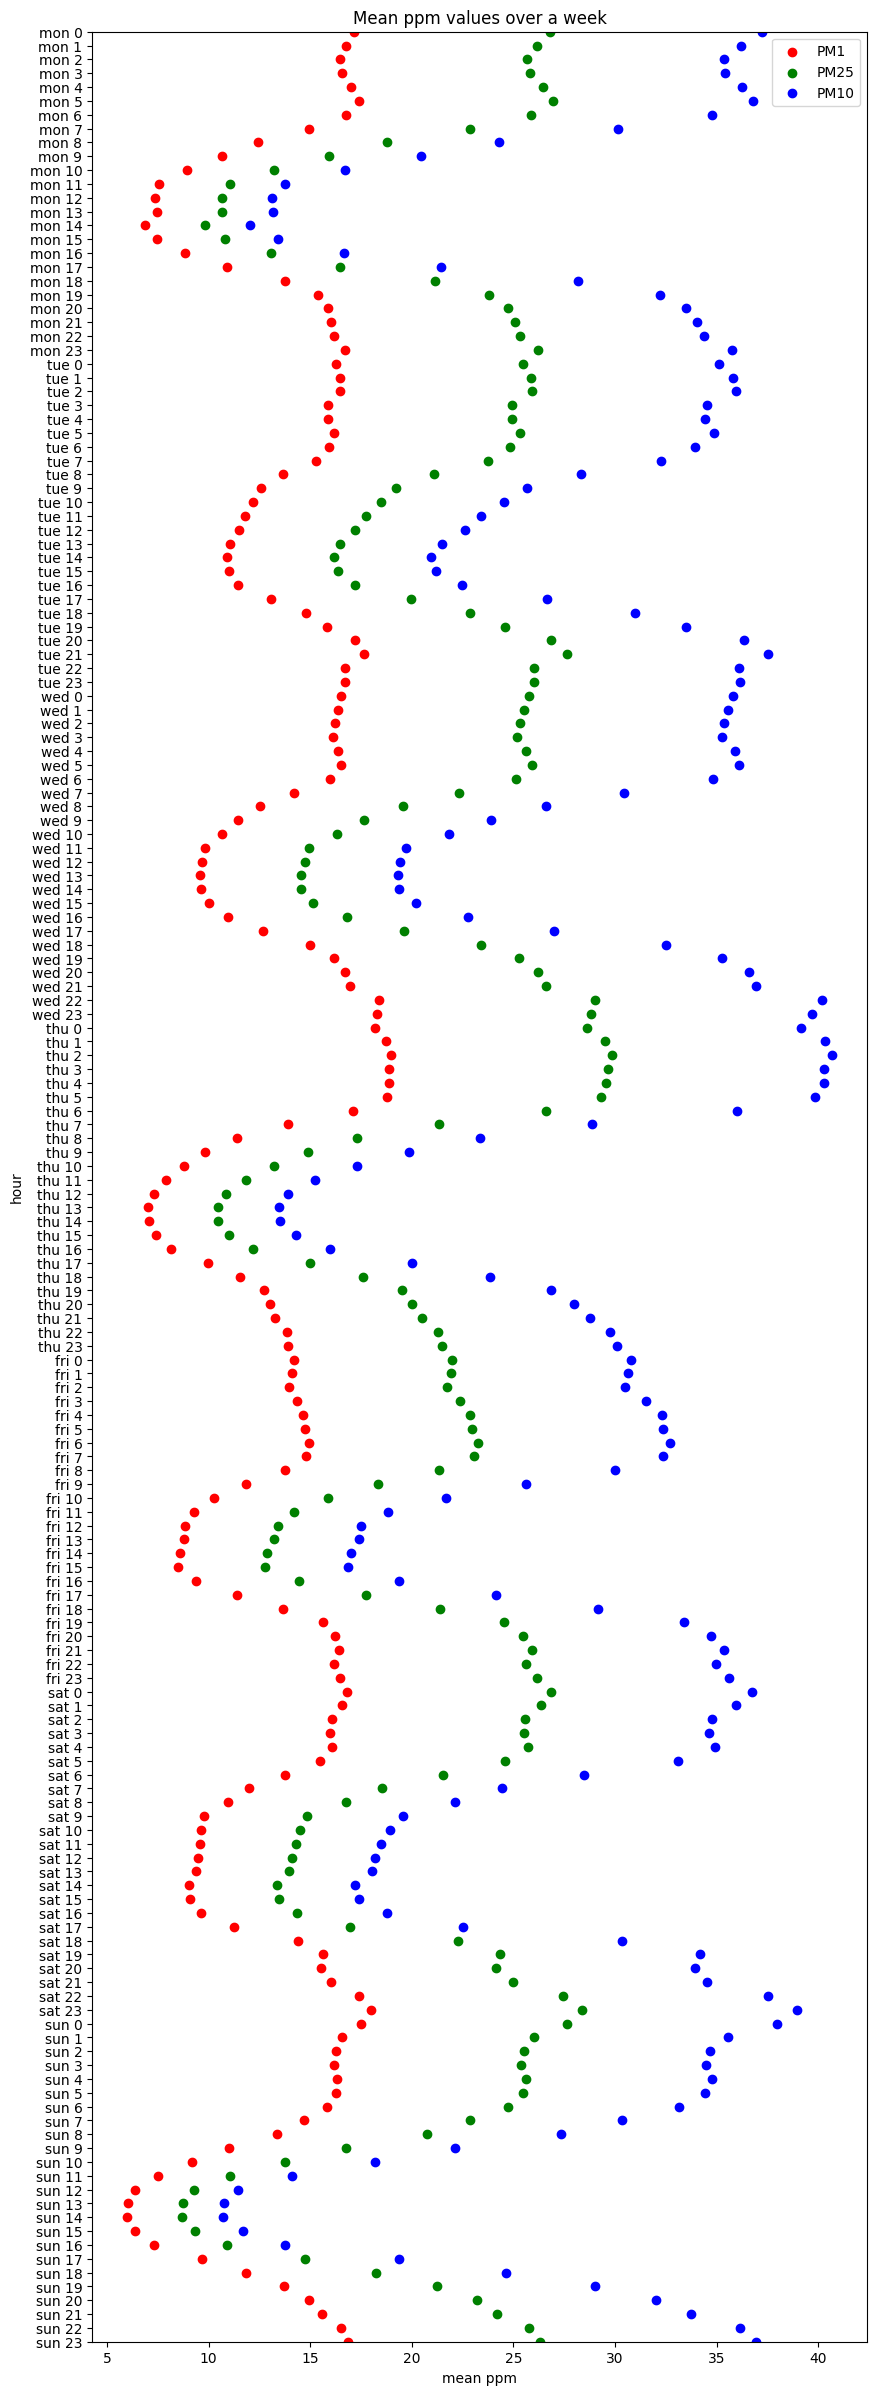 Mean ppm values over a week
PM1
PM25
PM10
mon 0
mon 1
mon 2
mon 3
mon 4
mon 5
mon 6
mon 7
mon 8
mon 9
mon 10
mon 11
mon 12
mon 13
mon 14
mon 15
mon 16
mon 17
mon 18
mon 19
mon 20
mon 21
mon 22
mon 23
tue 0
tue 1
tue 2
tue 3
tue 4
tue 5
tue 6
tue 7
tue 8
tue 9
tue 10
tue 11
tue 12
tue 13
tue 14
tue 15
tue 16
tue 17
tue 18
tue 19
tue 20
tue 21
tue 22
tue 23
wed 0
wed 1
wed 2
wed 3
wed 4
wed 5
wed 6
wed 7
wed 8
wed 9
wed 10
wed 11
wed 12
wed 13
wed 14
wed 15
wed 16
wed 17
wed 18
wed 19
wed 20
wed 21
wed 22
wed 23
thu 0
thu 1
thu 2
thu 3
thu 4
thu 5
thu 6
thu 7
thu 8
thu 9
thu 10
thu 11
thu 12
thu 13
thu 14
thu 15
thu 16
thu 17
thu 18
thu 19
thu 20
thu 21
thu 22
thu 23
fri 0
fri 1
fri 2
fri 3
fri 4
fri 5
fri 6
fri 7
fri 8
fri 9
fri 10
fri 11
fri 12
fri 13
fri 14
fri 15
fri 16
fri 17
fri 18
fri 19
fri 20
fri 21
fri 22
fri 23
sat 0
sat 1
sat 2
sat 3
sat 4
sat 5
sat 6
sat 7
sat 8
sat 9
sat 10
sat 11
sat 12
sat 13
sat 14
sat 15
sat 16
sat 17
sat 18
sat 19
sat 20
sat 21
sat 22
sat 23
sun 0
sun 1
sun 2
sun 3
sun 4
sun 5
sun 6
sun 7
sun 8
sun 9
sun 10
sun 11
sun 12
sun 13
sun 14
sun 15
sun 16
sun 17
sun 18
sun 19
sun 20
sun 21
sun 22
sun 23
hour
5 10 15 20 25 30 35 40
mean ppm